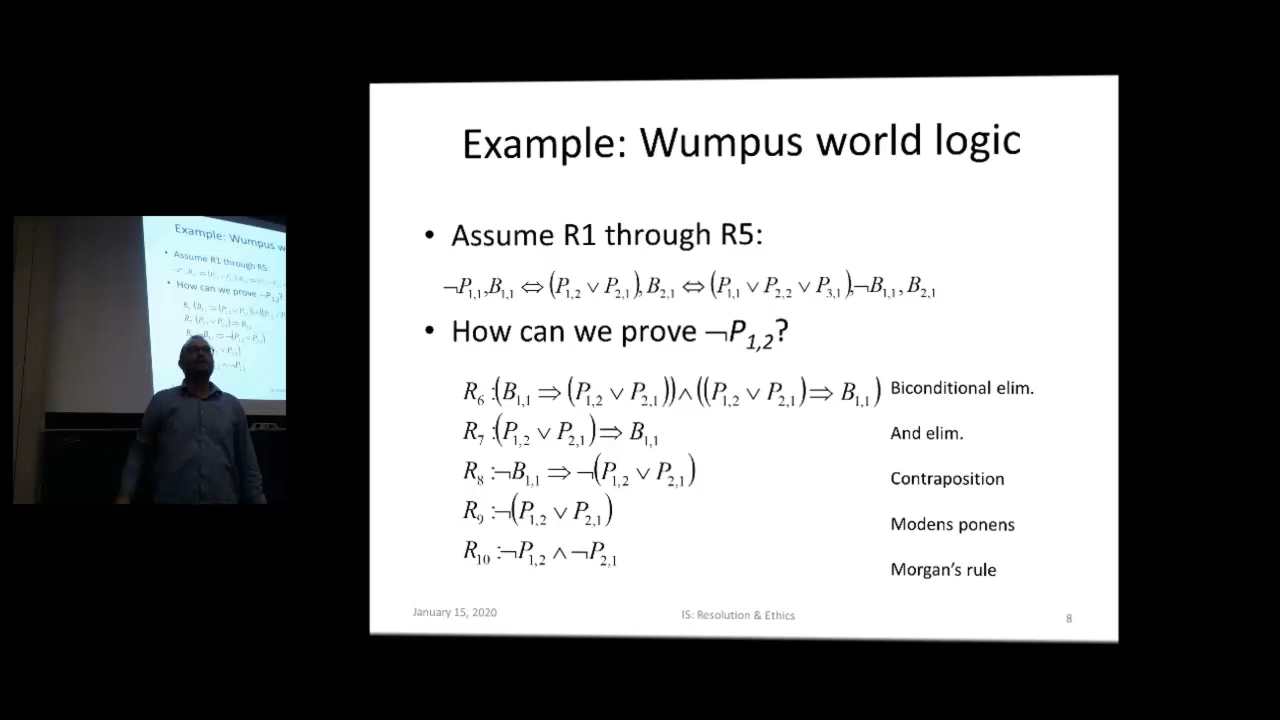 Example: Wumpus world logic
• Assume R1 through R5:
¬P1,1,B1,1 ⇔ (P1,2 ∨ P2,1),B2,1 ⇔ (P1,1 ∨ P2,2 ∨ P3,1),¬B1,1,B2,1
• How can we prove ¬P1,2?
R6 :(B1,1 ⇒ (P1,2 ∨ P2,1))∧((P1,2 ∨ P2,1)⇒ B1,1) Biconditional elim.
R7 :(P1,2 ∨ P2,1)⇒ B1,1 And elim.
R8 :¬B1,1 ⇒ ¬(P1,2 ∨ P2,1) Contraposition
R9 :¬(P1,2 ∨ P2,1) Modens ponens
R10 :¬P1,2 ∧ ¬P2,1 Morgan's rule
January 15, 2020 IS: Resolution & Ethics 8
Example: Wumpus w
• Assume R1 through R5:
• How can we prove ¬P1,2?